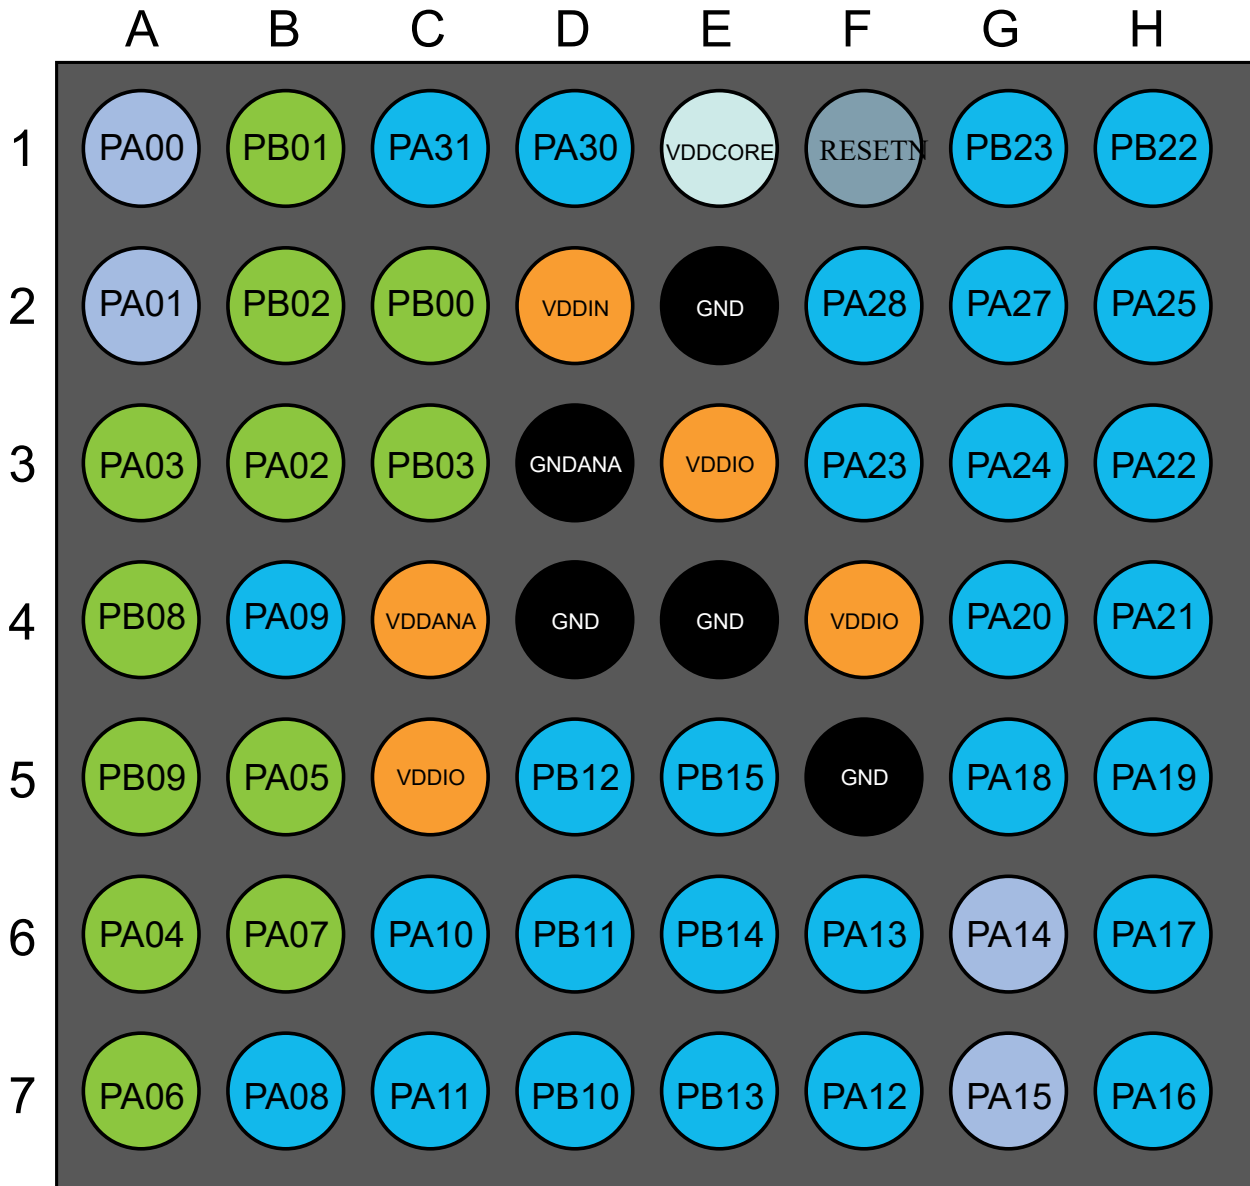 A B C D E F G H
1 PA00 PB01 PA31 PA30 VDDCORE RESETN PB23 PB22
2 PA01 PB02 PB00 VDDIN GND PA28 PA27 PA25
3 PA03 PA02 PB03 GNDANA VDDIO PA23 PA24 PA22
4 PB08 PA09 VDDANA GND GND VDDIO PA20 PA21
5 PB09 PA05 VDDIO PB12 PB15 GND PA18 PA19
6 PA04 PA07 PA10 PB11 PB14 PA13 PA14 PA17
7 PA06 PA08 PA11 PB10 PB13 PA12 PA15 PA16